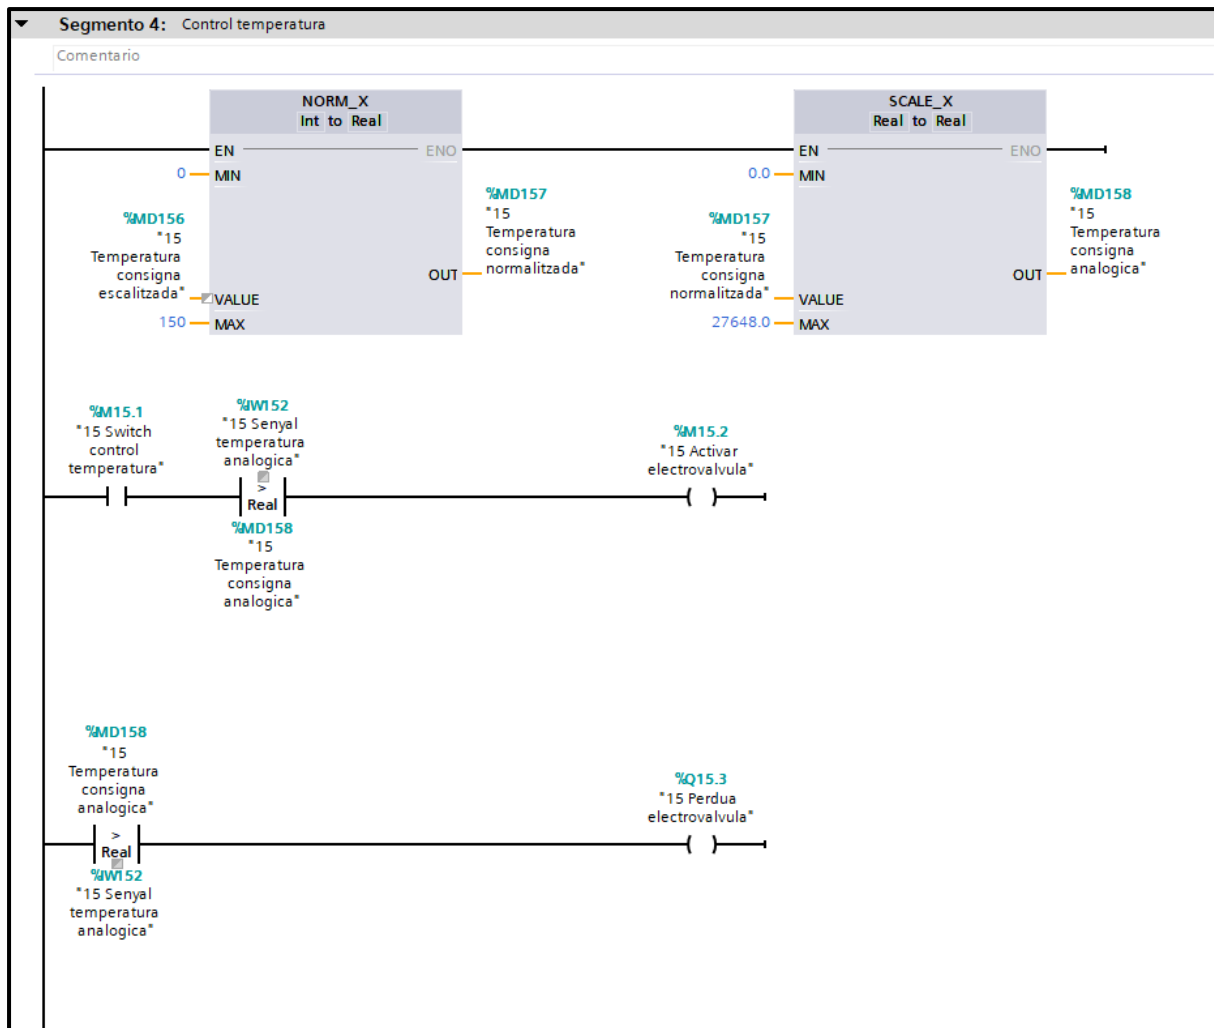 Segmento 4: Control temperatura
Comentario
NORM_X
Int to Real
EN
ENO
0
MIN
%MD156
"15
Temperatura
consigna
escalitzada"
VALUE
150
MAX
OUT
%MD157
"15
Temperatura
consigna
normalitzada"
SCALE_X
Real to Real
EN
ENO
0.0
MIN
%MD157
"15
Temperatura
consigna
normalitzada"
VALUE
27648.0
MAX
OUT
%MD158
"15
Temperatura
consigna
analogica"
%M15.1
"15 Switch
control
temperatura"
%IW152
"15 Senyal
temperatura
analogica"
>
Real
%MD158
"15
Temperatura
consigna
analogica"
%M15.2
"15 Activar
electrovalvula"
%MD158
"15
Temperatura
consigna
analogica"
>
Real
%IW152
"15 Senyal
temperatura
analogica"
%Q15.3
"15 Perdua
electrovalvula"